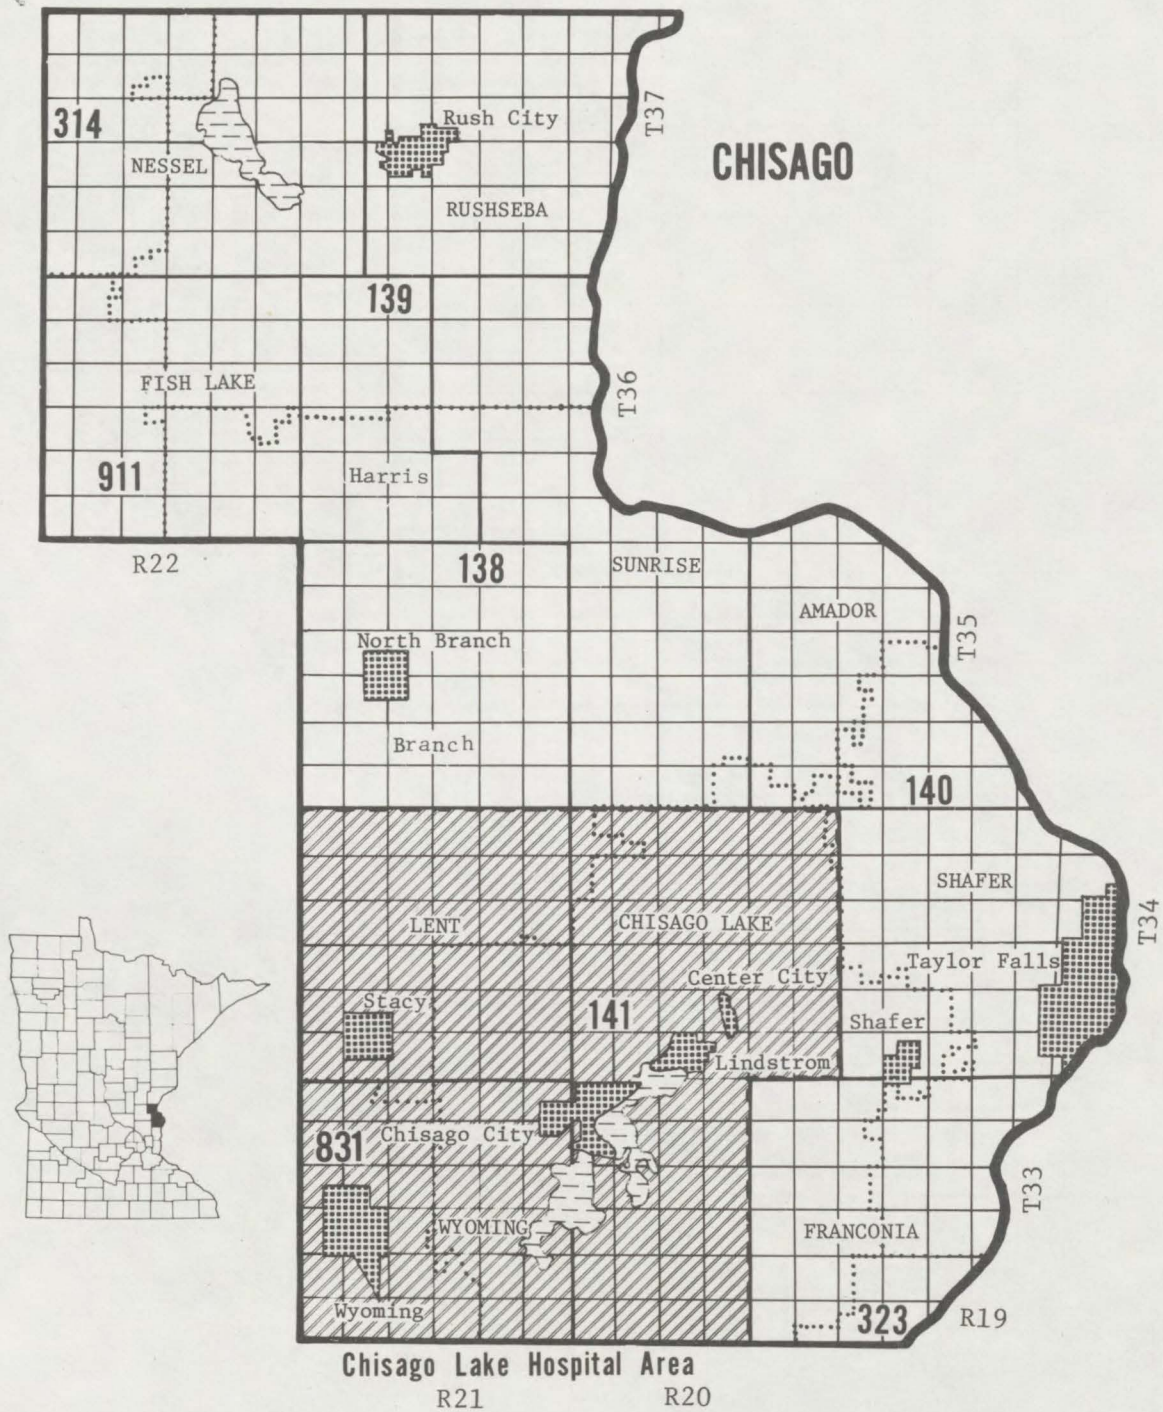 T37
Rush City
314
CHISAGO
NESSEL
RUSHSEBA
139
FISH LAKE
T36
911
Harris
R22
138
SUNRISE
AMADOR
T35
North Branch
Branch
140
SHAFER
LENT
CHISAGO LAKE
T34
Taylor Falls
Center City
Stacy
141
Shafer
Lindstrom
Chisago City
831
T33
WYOMING
FRANCONIA
Wyoming
323
R19
Chisago Lake Hospital Area
R21
R20